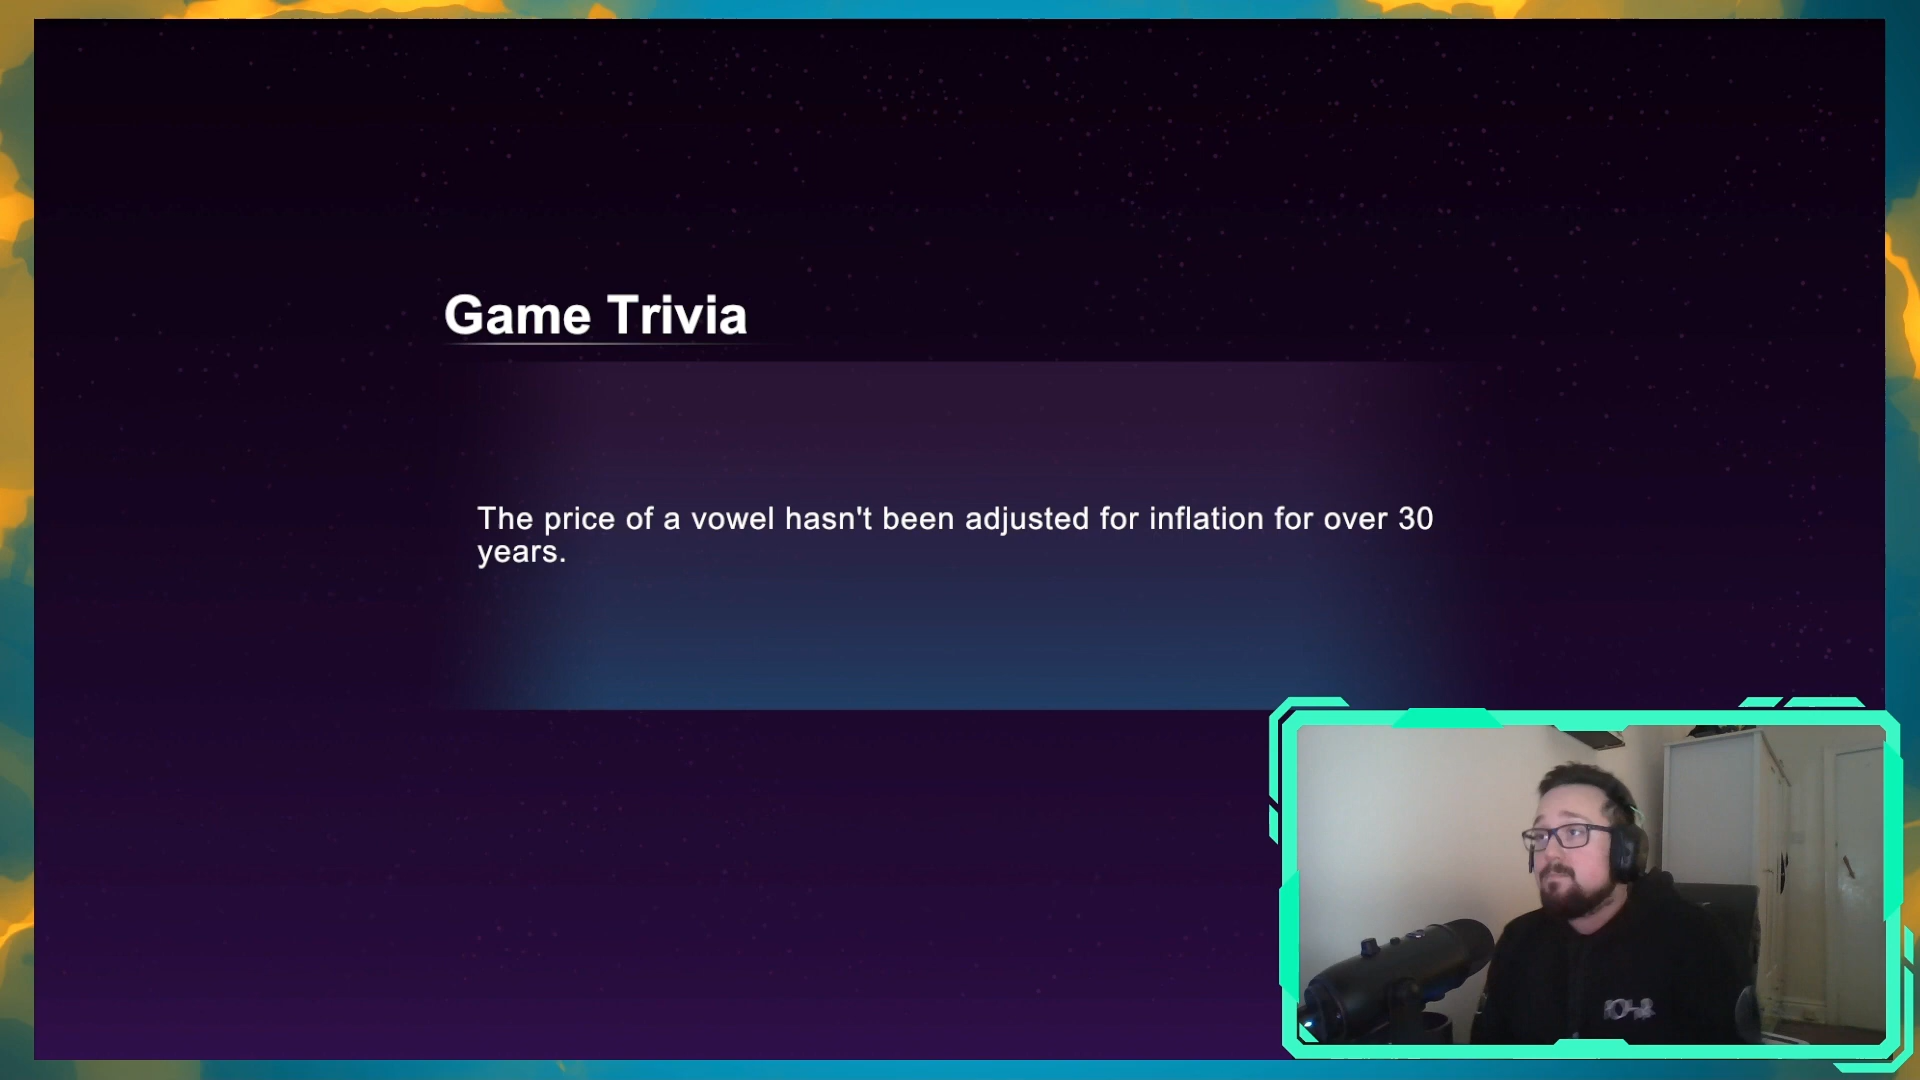 Game Trivia
The price of a vowel hasn't been adjusted for inflation for over 30
years.